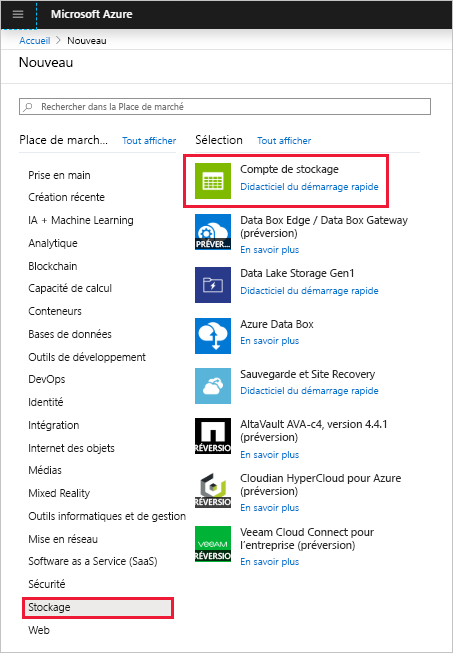 Microsoft Azure
Accueil > Nouveau
Nouveau
Rechercher dans la Place de marché
Place de march... Tout afficher
Prise en main
Création récente
IA + Machine Learning
Analytique
Blockchain
Capacité de calcul
Conteneurs
Bases de données
Outils de développement
DevOps
Identité
Intégration
Internet des objets
Médias
Mixed Reality
Outils informatiques et de gestion
Mise en réseau
Software as a Service (SaaS)
Sécurité
Stockage
Web
Sélection Tout afficher
Compte de stockage
Didacticiel du démarrage rapide
PRÉVER...
Data Box Edge / Data Box Gateway
(préversion)
En savoir plus
Data Lake Storage Gen1
Didacticiel du démarrage rapide
Azure Data Box
En savoir plus
Sauvegarde et Site Recovery
Didacticiel du démarrage rapide
RÉVERSIO
AltaVault AVA-c4, version 4.4.1
(préversion)
En savoir plus
RÉVERSIO
Cloudian HyperCloud pour Azure
(préversion)
En savoir plus
veeam
RÉVERSIO
Veeam Cloud Connect pour
l'entreprise (préversion)
En savoir plus